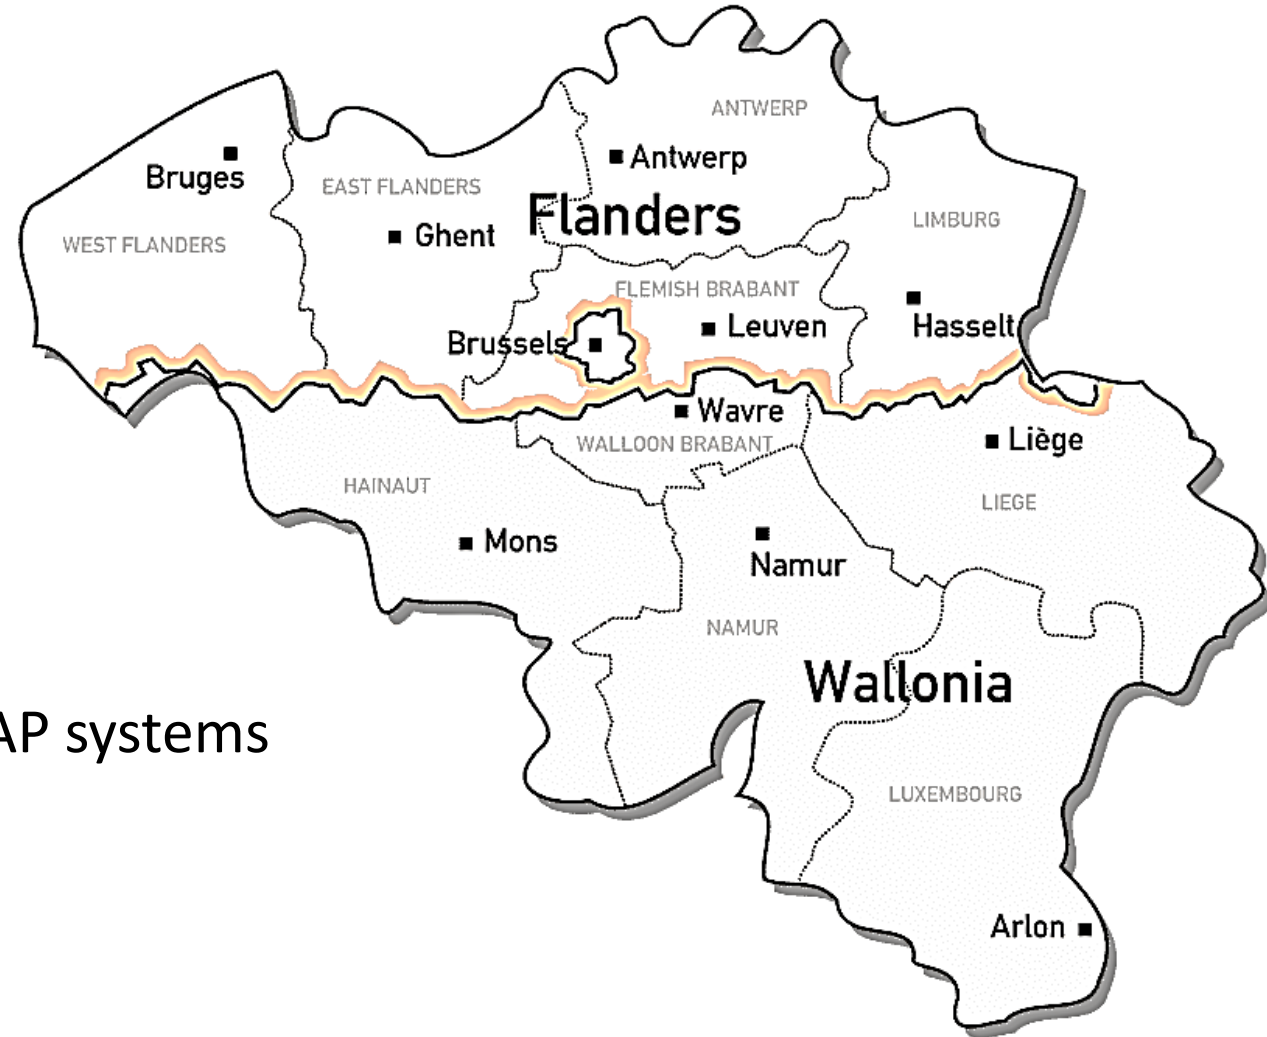 ANTWERP
Antwerp
Bruges
EAST FLANDERS
Flanders
LIMBURG
WEST FLANDERS
Ghent
FLEMISH BRABANT
Hasselt
Leuven
Brussels
Wavre
WALLOON BRABANT
Liège
HAINAUT
LIEGE
Mons
Namur
NAMUR
Wallonia
AP systems
LUXEMBOURG
Arlon